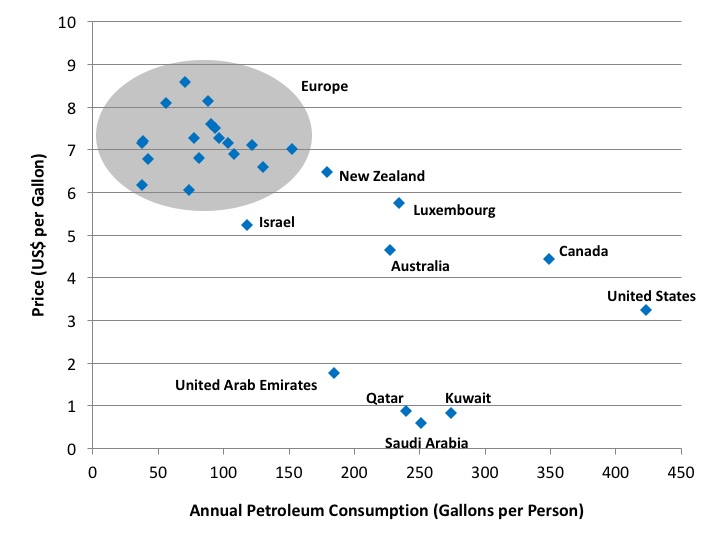 10
9
Europe
8
7
New Zealand
6
Luxembourg
Israel
5
Canada
Australia
4
United States
3
2
United Arab Emirates
Qatar
Kuwait
1
Saudi Arabia
0
0 50 100 150 200 250 300 350 400 450
Price (US$ per Gallon)
Annual Petroleum Consumption (Gallons per Person)